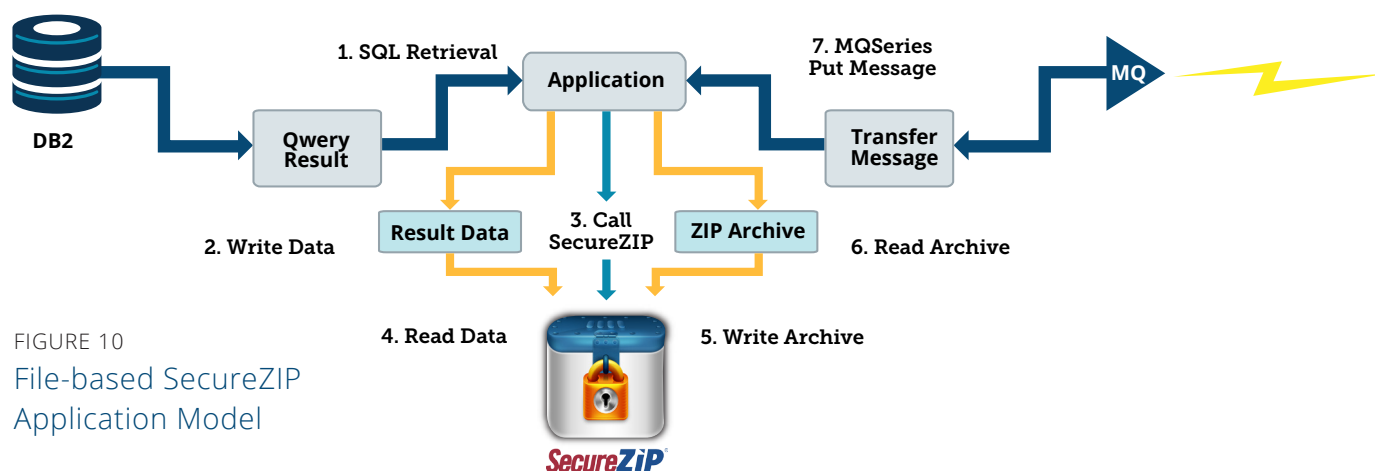 1. SQL Retrieval
Application
7. MQSeries
Put Message
MQ
DB2
Qwery
Result
Transfer
Message
2. Write Data
Result Data
3. Call
SecureZIP
ZIP Archive
6. Read Archive
4. Read Data
5. Write Archive
FIGURE 10
File-based SecureZIP
Application Model
SecureZIP